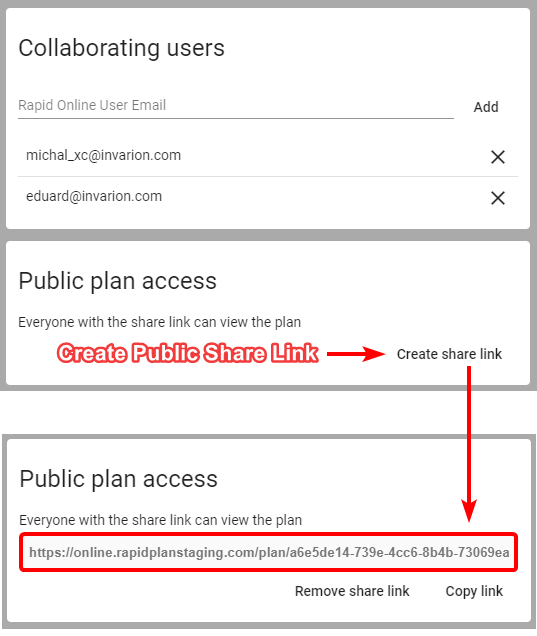 Collaborating users
Rapid Online User Email
Add
michal_xc@invarion.com
eduard@invarion.com
Public plan access
Everyone with the share link can view the plan
Create Public Share Link
Create share link
Public plan access
Everyone with the share link can view the plan
https://online.rapidplanstaging.com/plan/a6e5de14-739e-4cc6-8b4b-73069ea
Remove share link
Copy link